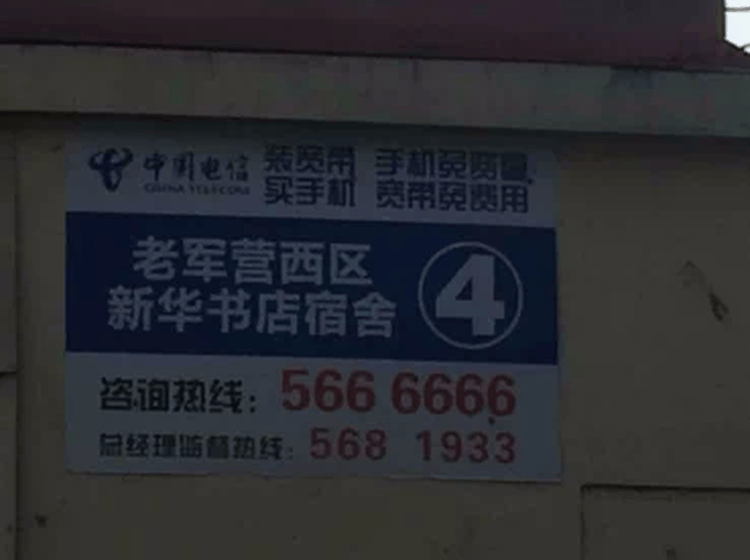 中国电信 装宽带 手机免费拿
CHINA TELECOM 买手机 宽带免费用
老军营西区
新华书店宿舍
4
咨询热线：566 6666
总经理监督热线：568 1933